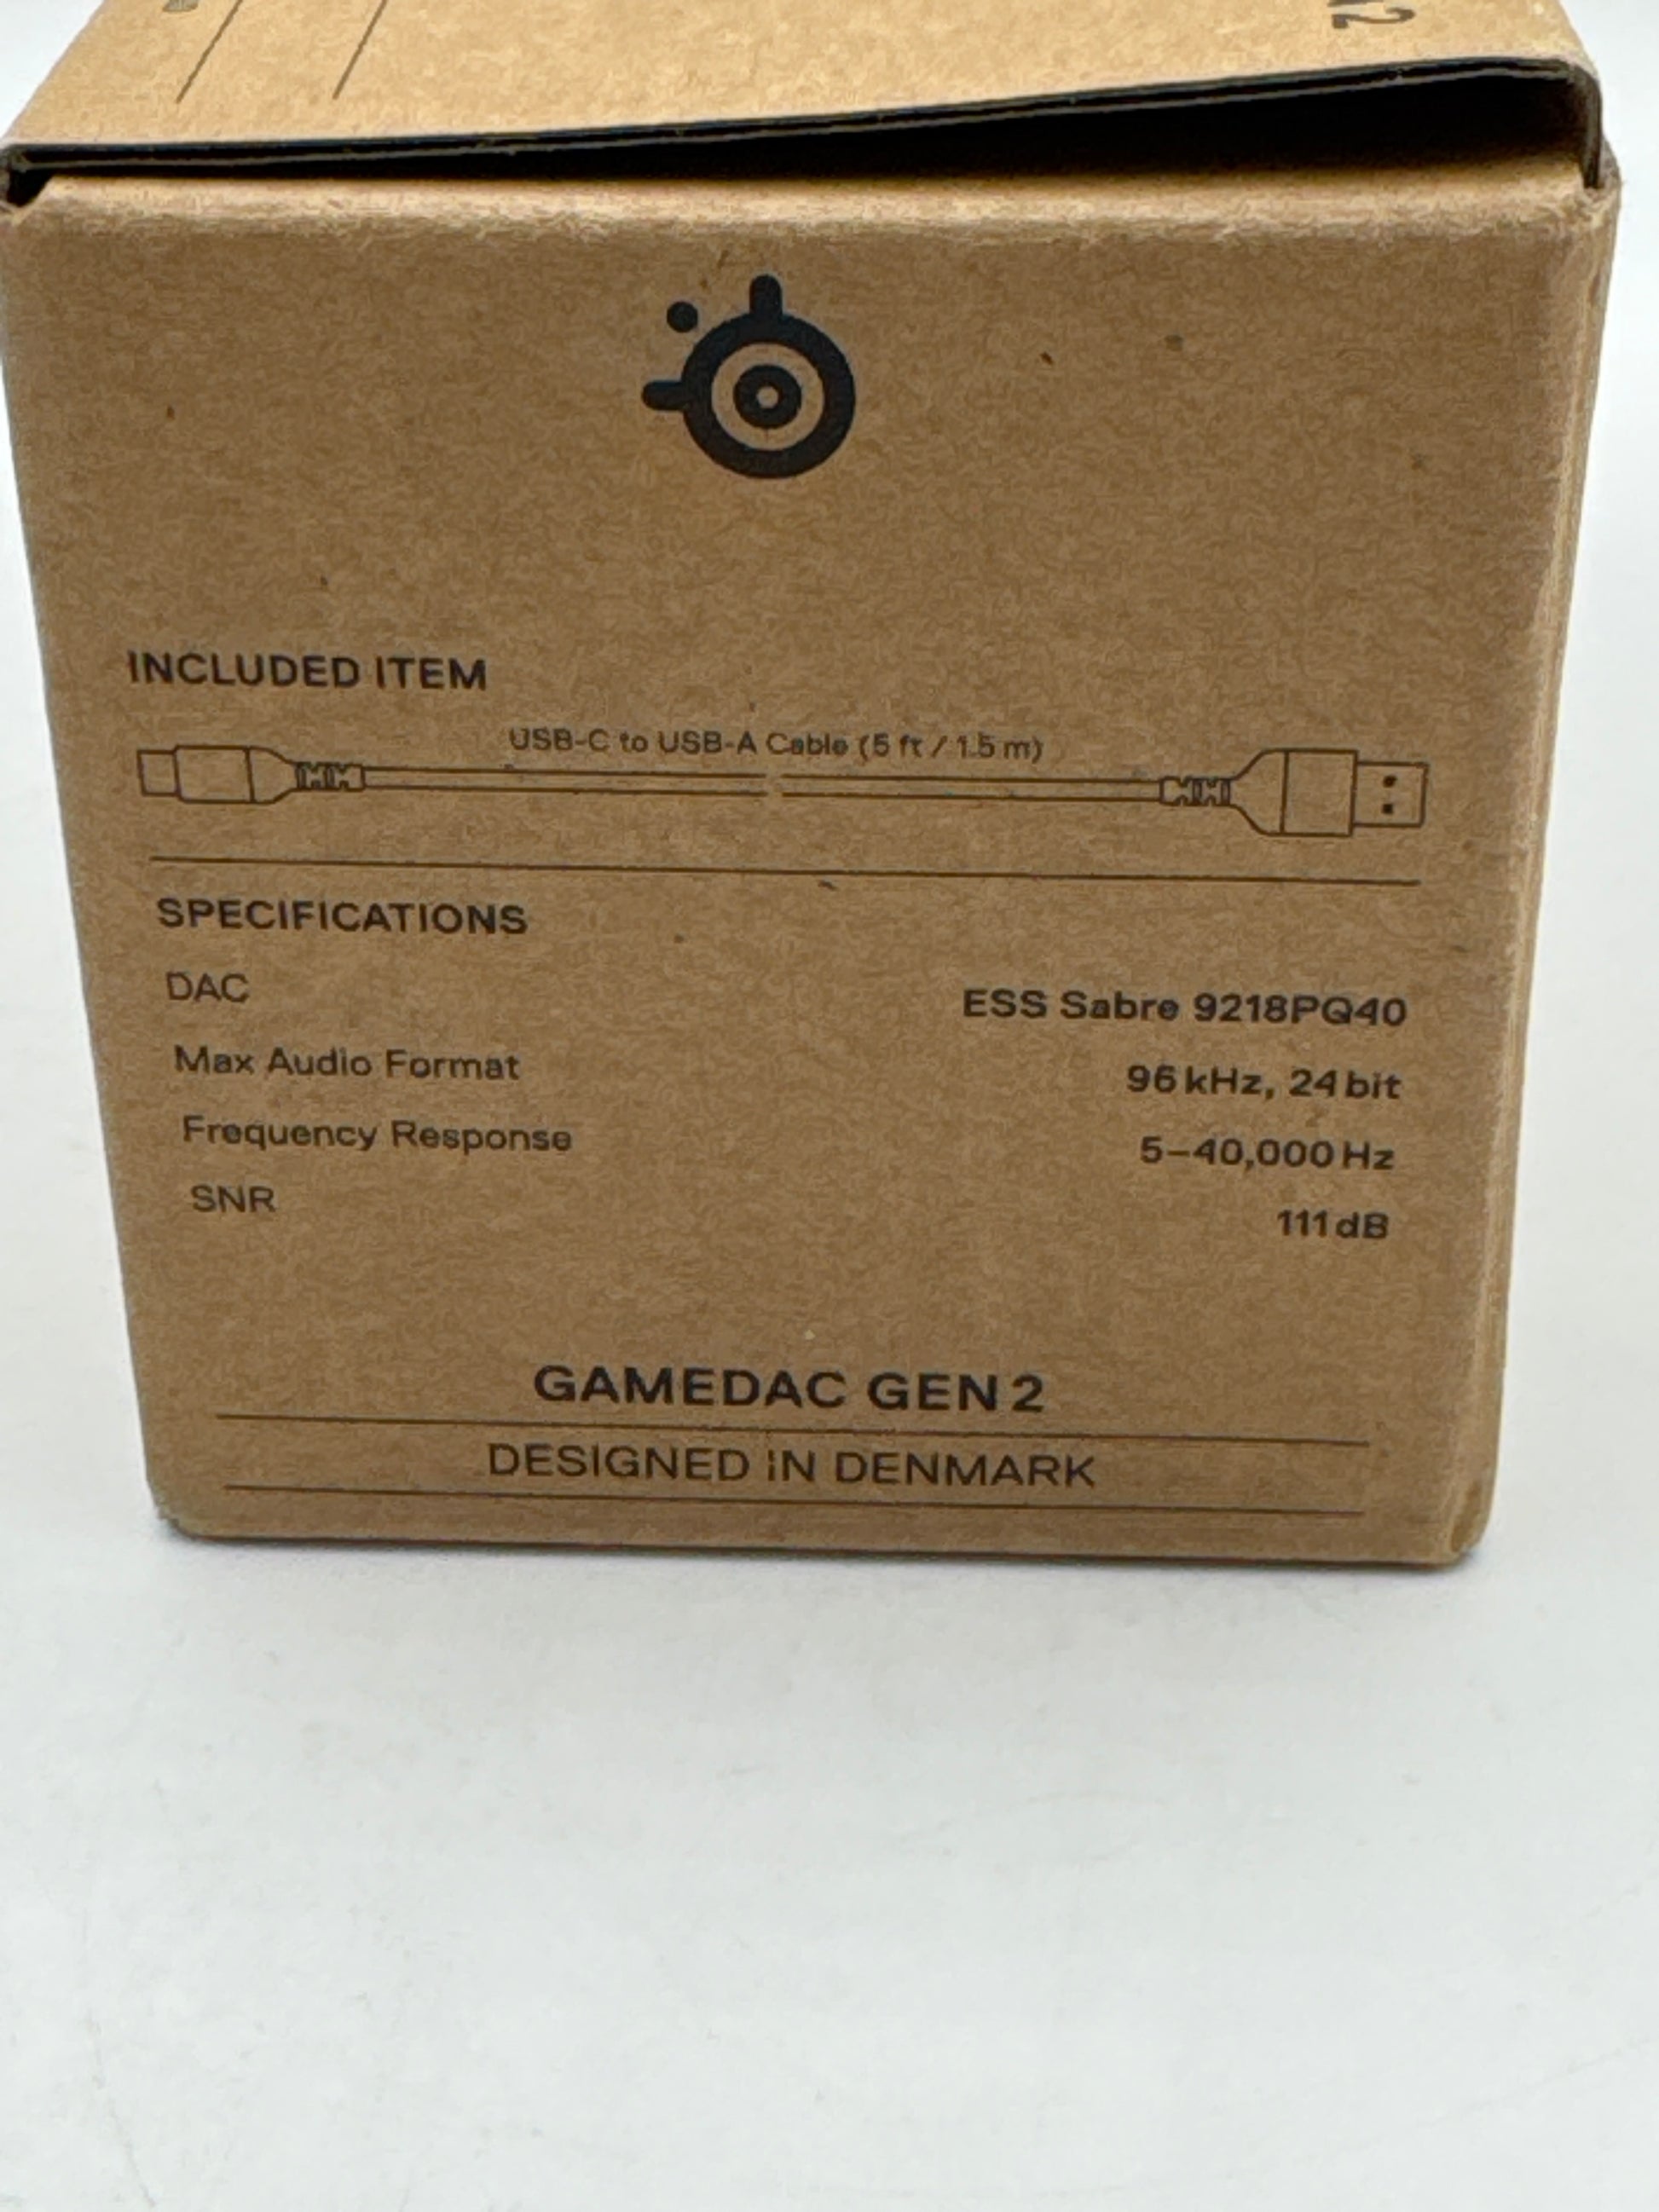 INCLUDED ITEM
USB-C to USB-A Cable (5 ft / 1.5 m)
SPECIFICATIONS
DAC ESS Sabre 9218PQ40
Max Audio Format 96 kHz, 24 bit
Frequency Response 5–40,000 Hz
SNR 111 dB
GAMEDAC GEN 2
DESIGNED IN DENMARK